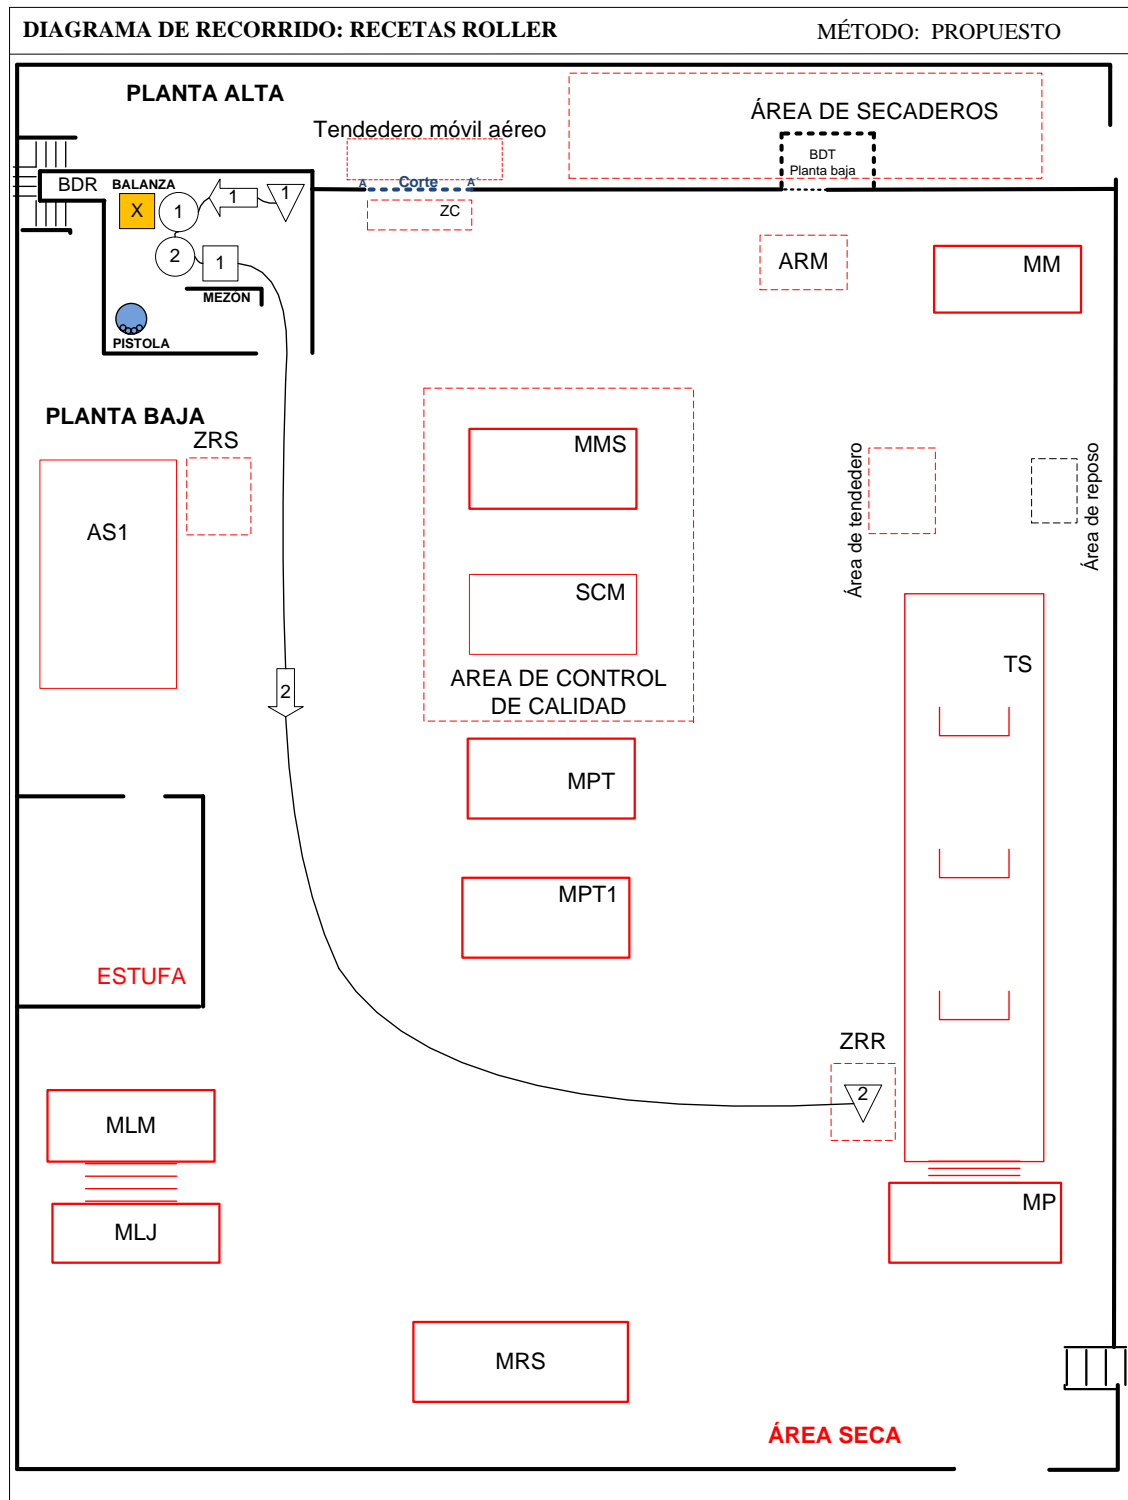 DIAGRAMA DE RECORRIDO: RECETAS ROLLER
MÉTODO: PROPUESTO
PLANTA ALTA
Tendedero móvil aéreo
ÁREA DE SECADEROS
BDT
Planta baja
BDR
BALANZA
X
1
1
1
A
Corte
A´
ZC
2
1
MEZÓN
PISTOLA
ARM
MM
PLANTA BAJA
ZRS
AS1
MMS
SCM
AREA DE CONTROL
DE CALIDAD
Área de tendedero
Área de reposo
TS
2
MPT
MPT1
ESTUFA
ZRR
2
MLM
MLJ
MP
MRS
ÁREA SECA